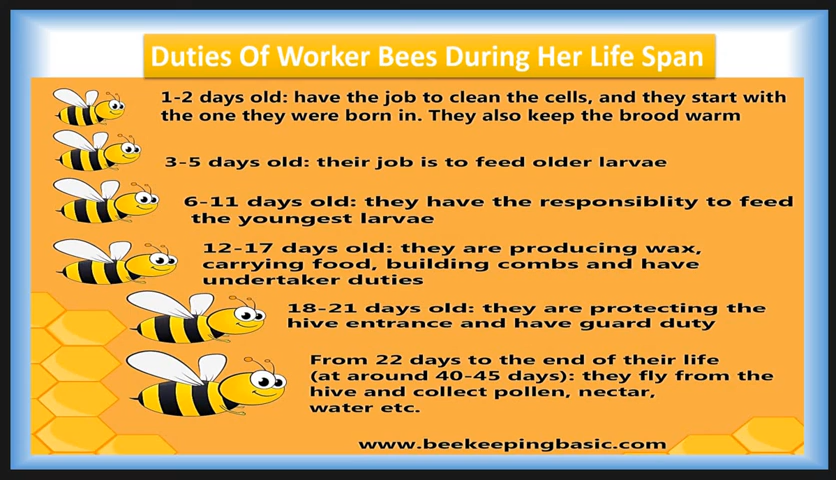 Duties Of Worker Bees During Her Life Span
1-2 days old: have the job to clean the cells, and they start with
the one they were born in. They also keep the brood warm
3-5 days old: their job is to feed older larvae
6-11 days old: they have the responsiblity to feed
the youngest larvae
12-17 days old: they are producing wax,
carrying food, building combs and have
undertaker duties
18-21 days old: they are protecting the
hive entrance and have guard duty
From 22 days to the end of their life
(at around 40-45 days): they fly from the
hive and collect pollen, nectar,
water etc.
www.beekeepingbasic.com